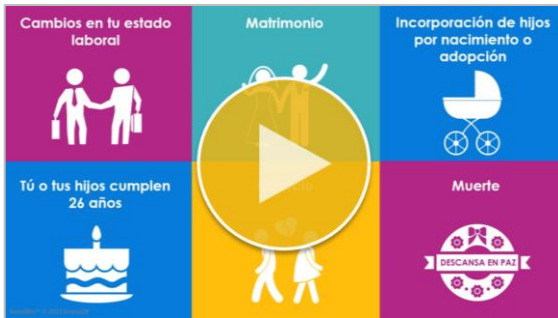 Cambios en tu estado
laboral
Matrimonio
Incorporación de hijos
por nacimiento o
adopción
Tú o tus hijos cumplen
26 años
Muerte
DESCANSA EN PAZ